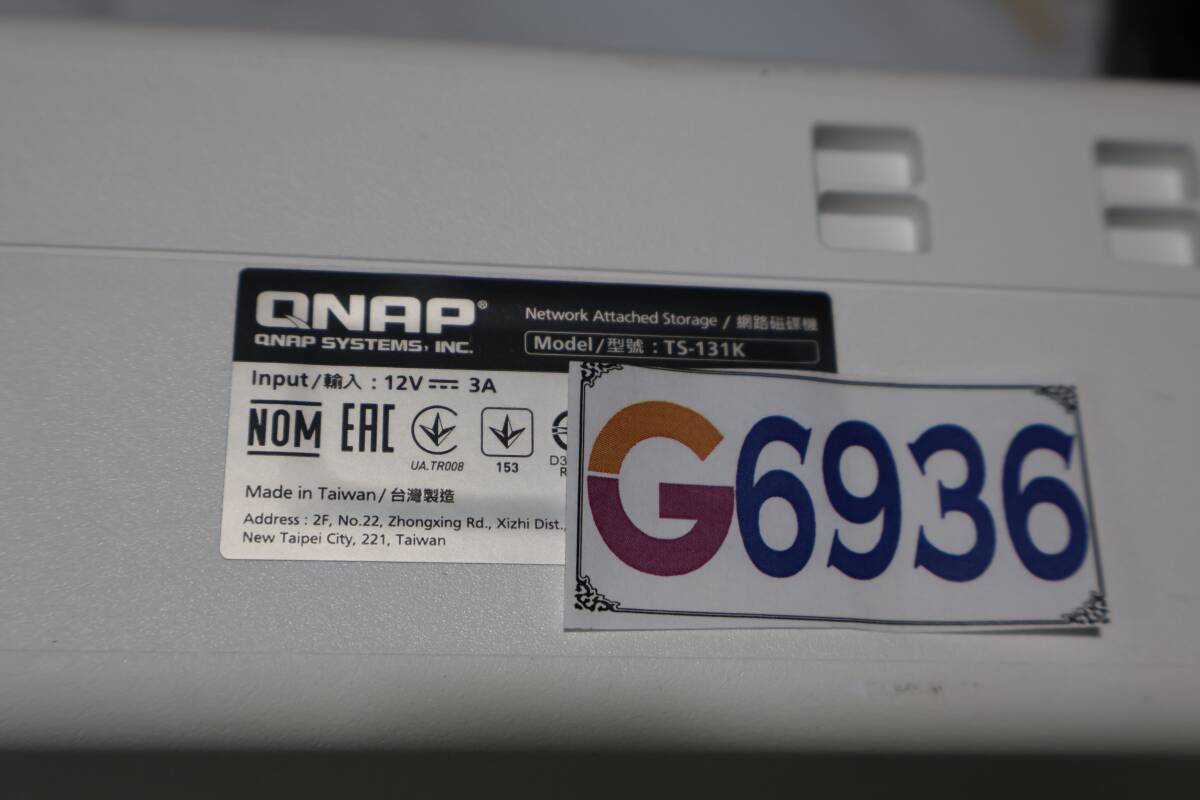 QNAP®
QNAP SYSTEMS, INC.
Network Attached Storage / 網路磁碟機
Model/型號 : TS-131K
Input/輸入 : 12V ⎓ 3A
NOM EAC
UA.TR008
153
Made in Taiwan/台灣製造
Address : 2F, No.22, Zhongxing Rd., Xizhi Dist.,
New Taipei City, 221, Taiwan
G6936